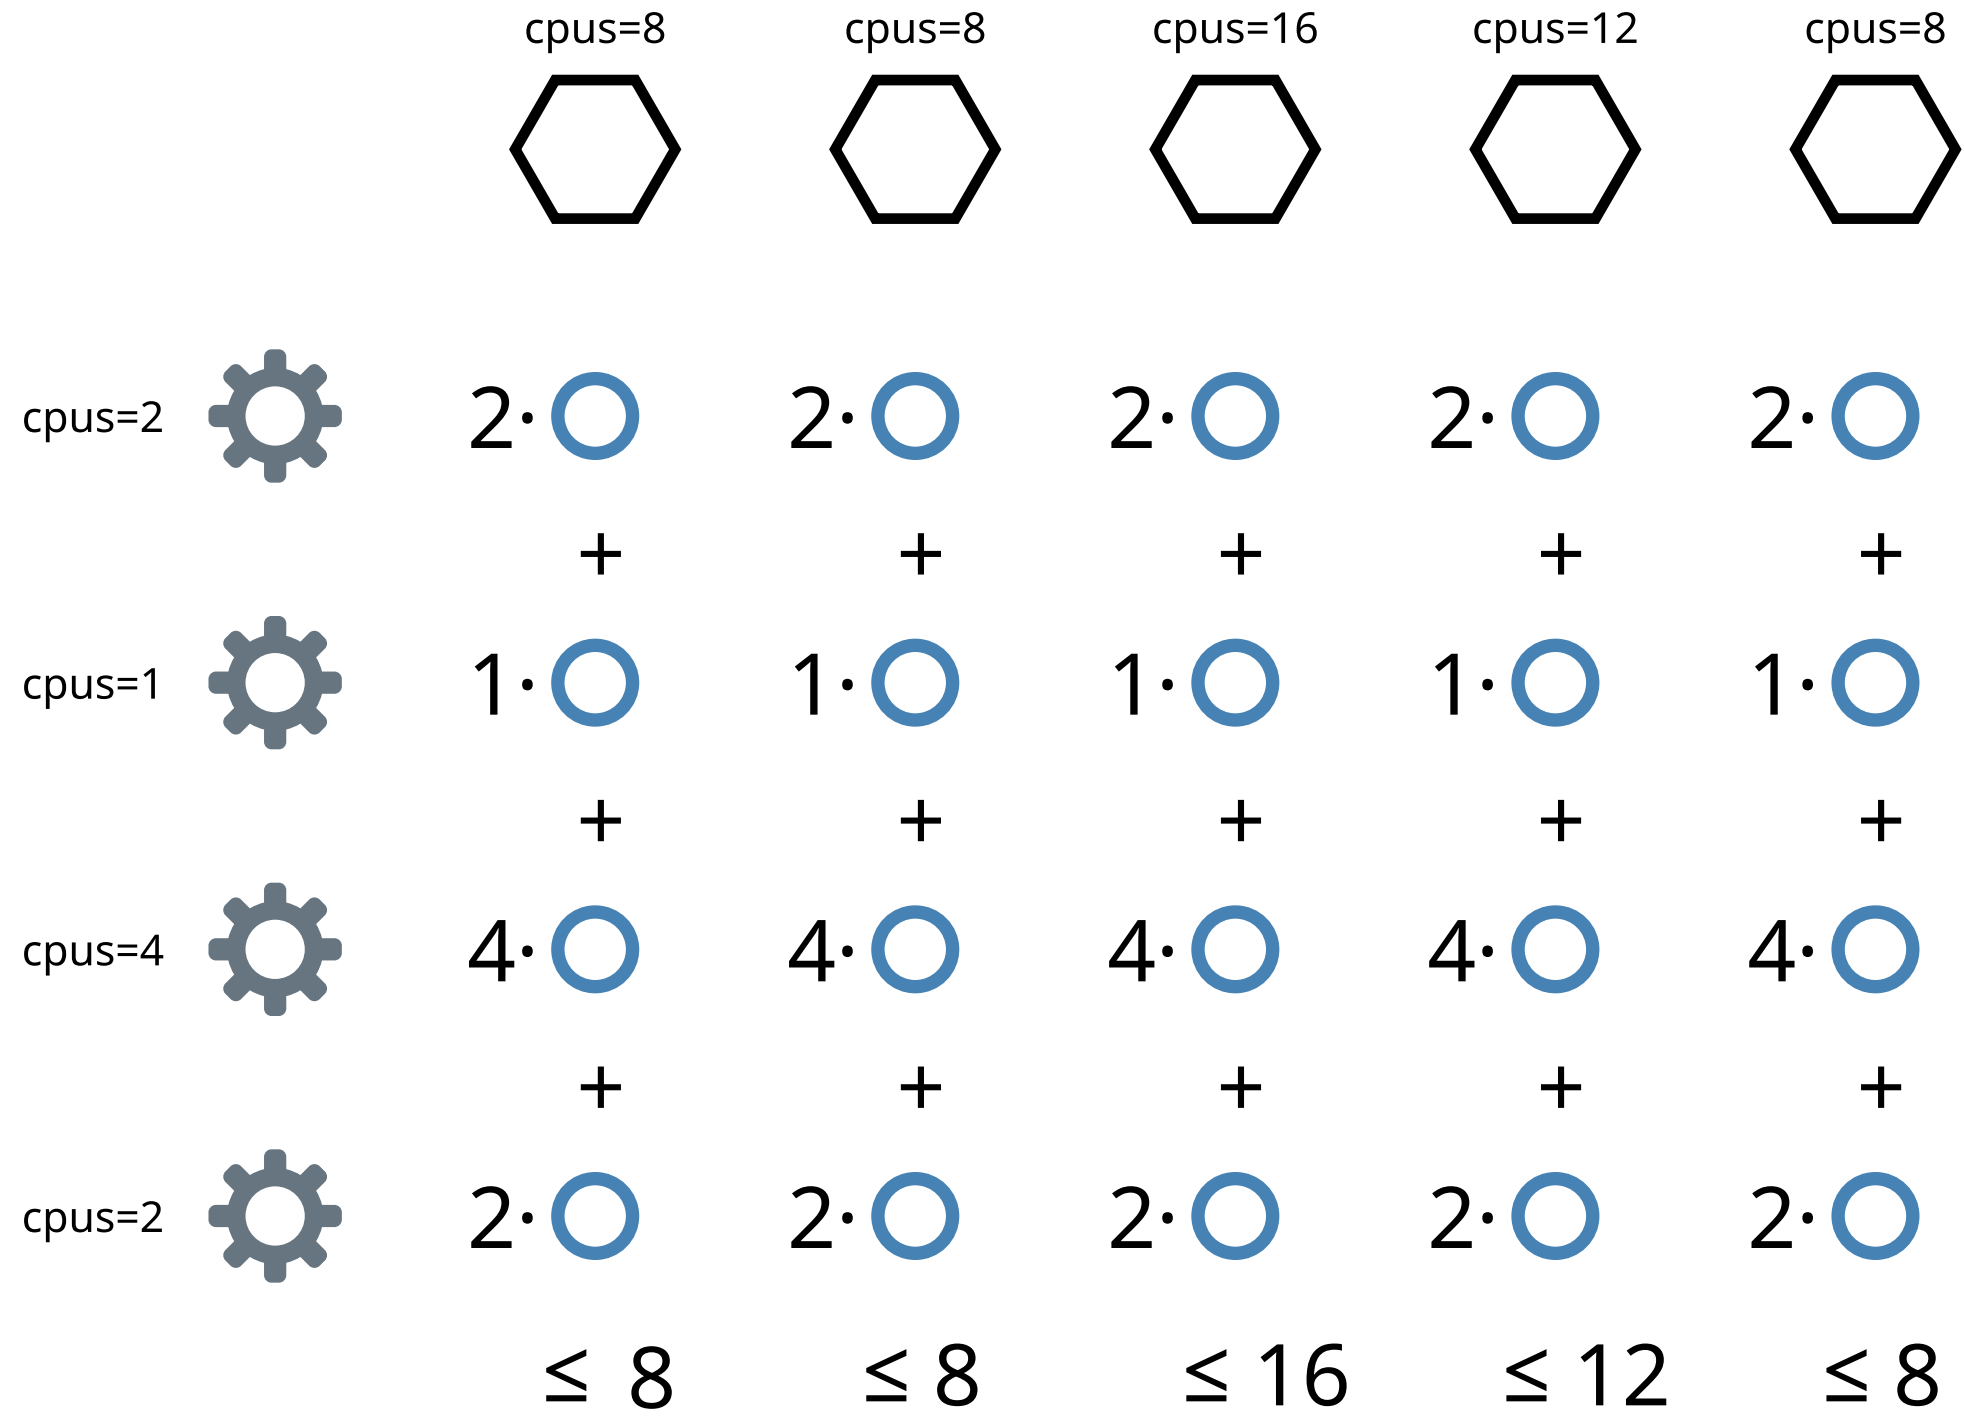 cpus=8 cpus=8 cpus=16 cpus=12 cpus=8
cpus=2 2· 2· 2· 2· 2·
+ + + + +
cpus=1 1· 1· 1· 1· 1·
+ + + + +
cpus=4 4· 4· 4· 4· 4·
+ + + + +
cpus=2 2· 2· 2· 2· 2·
≤ 8 ≤ 8 ≤ 16 ≤ 12 ≤ 8